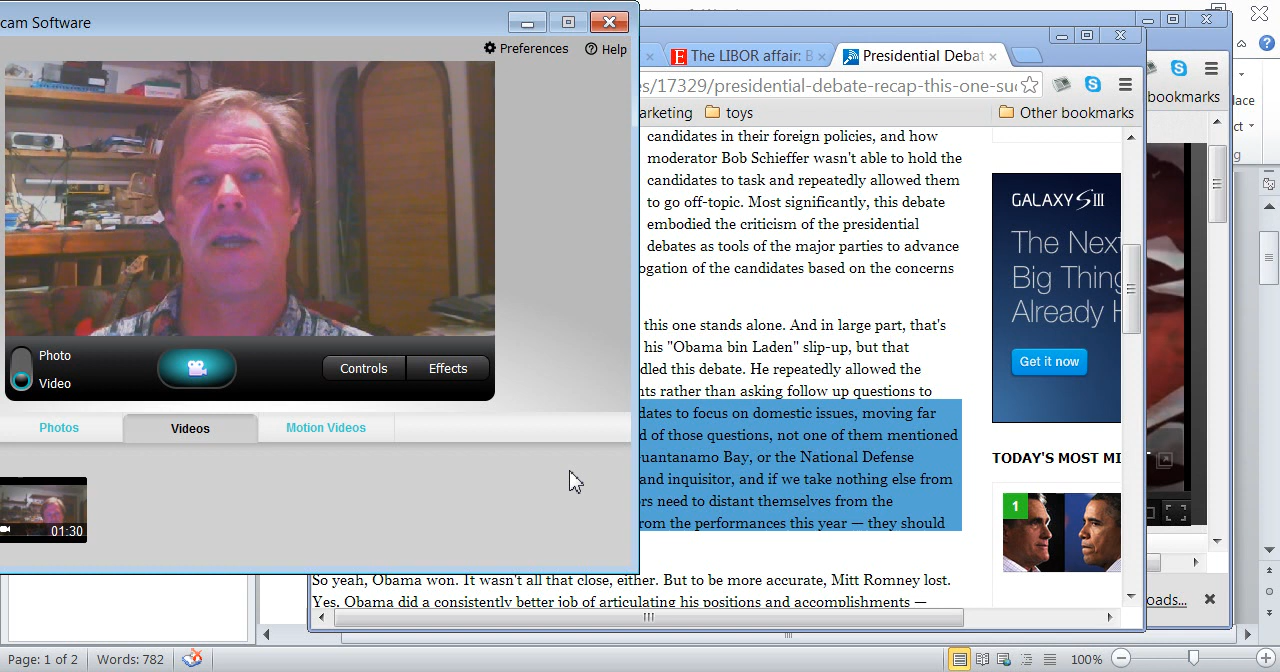 cam Software
Preferences
Help
Photo
Video
Controls
Effects
Photos
Videos
Motion Videos
01:30
The LIBOR affair: B
Presidential Debat
es/17329/presidential-debate-recap-this-one-suc
arketing
toys
Other bookmarks
bookmarks
candidates in their foreign policies, and how
moderator Bob Schieffer wasn't able to hold the
candidates to task and repeatedly allowed them
to go off-topic. Most significantly, this debate
embodied the criticism of the presidential
debates as tools of the major parties to advance
ogation of the candidates based on the concerns
this one stands alone. And in large part, that's
his "Obama bin Laden" slip-up, but that
dled this debate. He repeatedly allowed the
nts rather than asking follow up questions to
dates to focus on domestic issues, moving far
d of those questions, not one of them mentioned
uantanamo Bay, or the National Defense
and inquisitor, and if we take nothing else from
rs need to distant themselves from the
rom the performances this year — they should
So yeah, Obama won. It wasn't all that close, either. But to be more accurate, Mitt Romney lost.
Yes, Obama did a consistently better job of articulating his positions and accomplishments —
GALAXY SIII
The Next
Big Thing
Already H
Get it now
TODAY'S MOST MI
1
lace
ct
g
oads...
Page: 1 of 2
Words: 782
100%